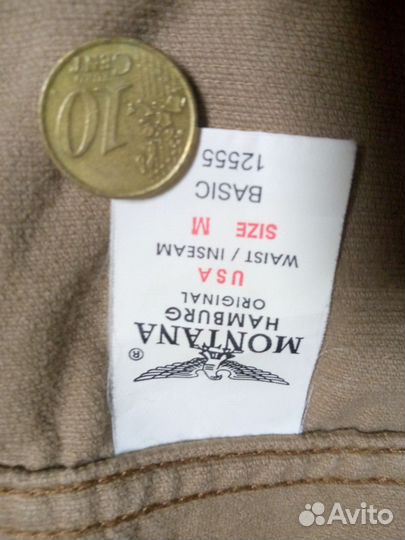 ®
MONTANA
HAMBURG
ORIGINAL
USA
WAIST / INSEAM
SIZE M
BASIC
12555
10
CENT
Avito